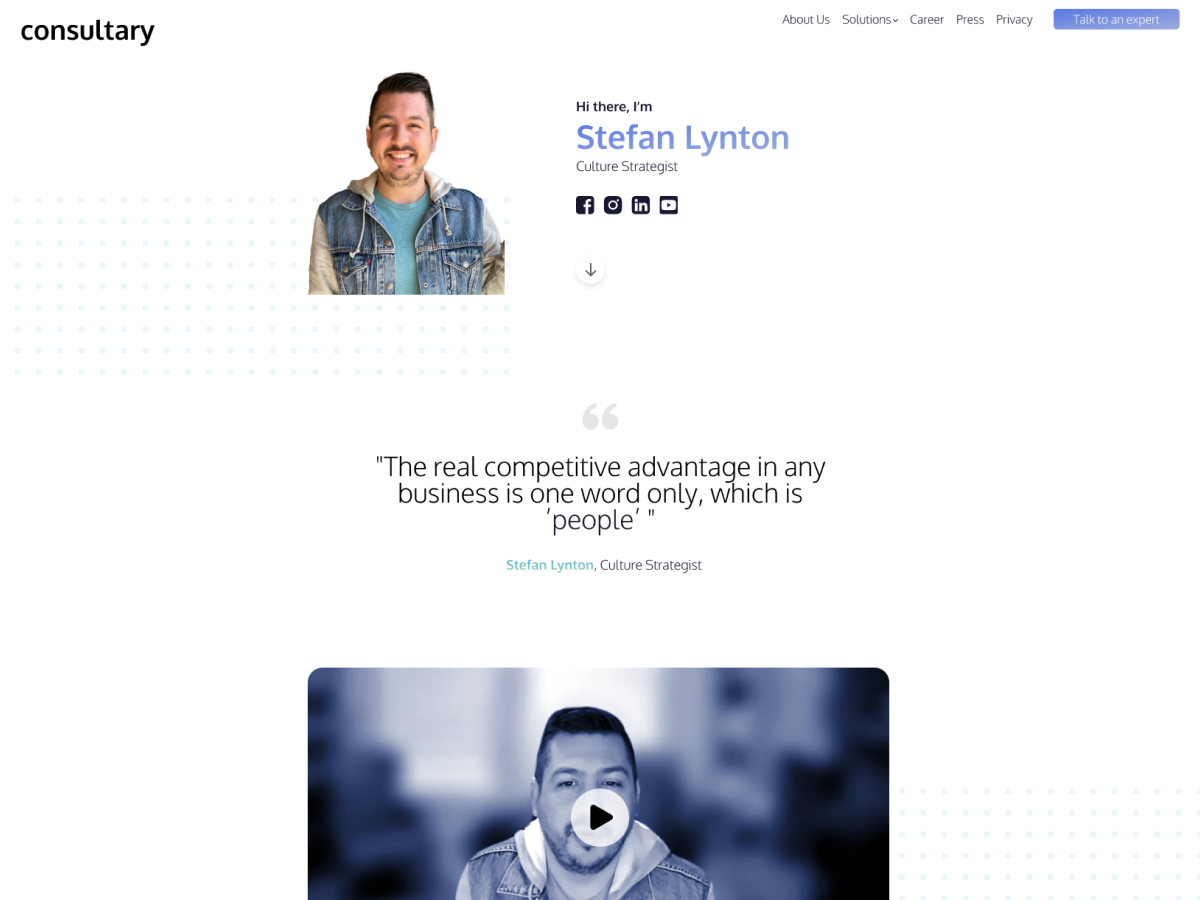 consultary
About Us Solutions Career Press Privacy Talk to an expert
Hi there, I’m
Stefan Lynton
Culture Strategist
"The real competitive advantage in any
business is one word only, which is
‘people‘ "
Stefan Lynton, Culture Strategist